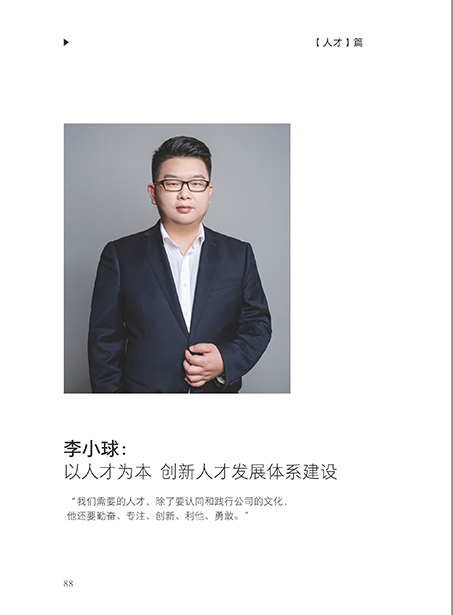 【人才】篇
李小球：
以人才为本 创新人才发展体系建设
“我们需要的人才，除了要认同和践行公司的文化，
他还要勤奋、专注、创新、利他、勇敢。”
88